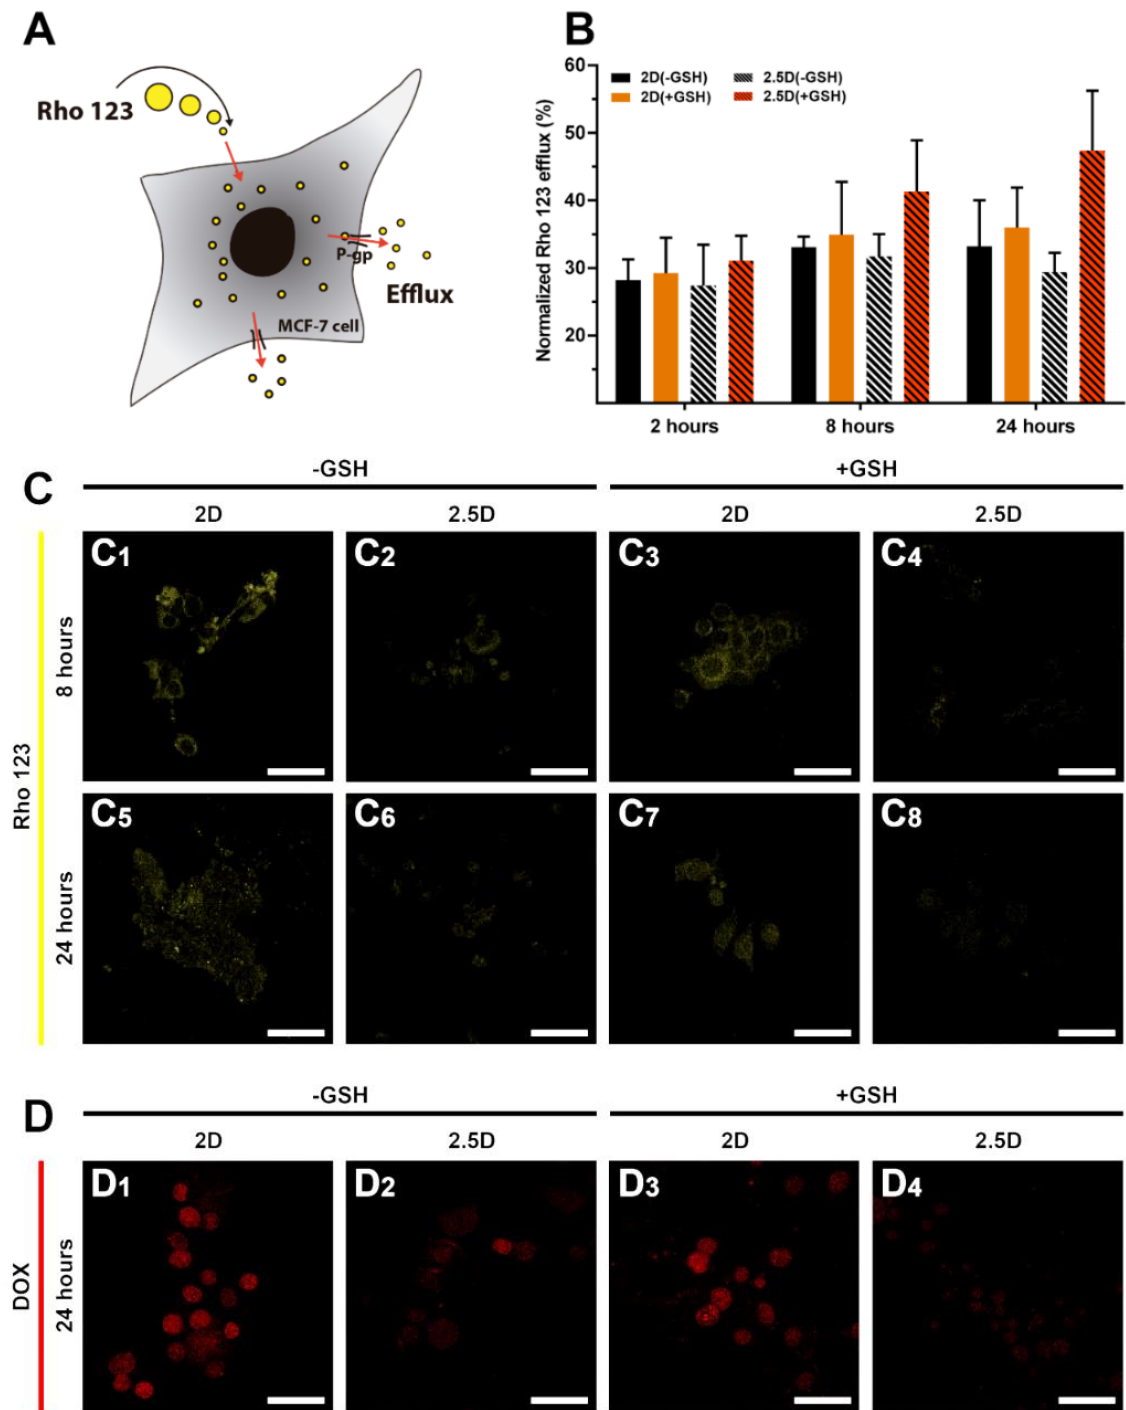 A
Rho 123
P-gp
Efflux
MCF-7 cell
B
Normalized Rho 123 efflux (%)
60
50
40
30
20
2D(-GSH)
2.5D(-GSH)
2D(+GSH)
2.5D(+GSH)
2 hours
8 hours
24 hours
C
-GSH
+GSH
2D
2.5D
2D
2.5D
Rho 123
8 hours
C1
C2
C3
C4
24 hours
C5
C6
C7
C8
D
-GSH
+GSH
2D
2.5D
2D
2.5D
DOX
24 hours
D1
D2
D3
D4